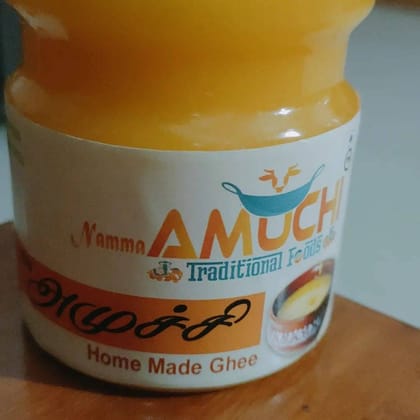 Namma
AMUCHI
Traditional Foods
அமுச்சி
Home Made Ghee